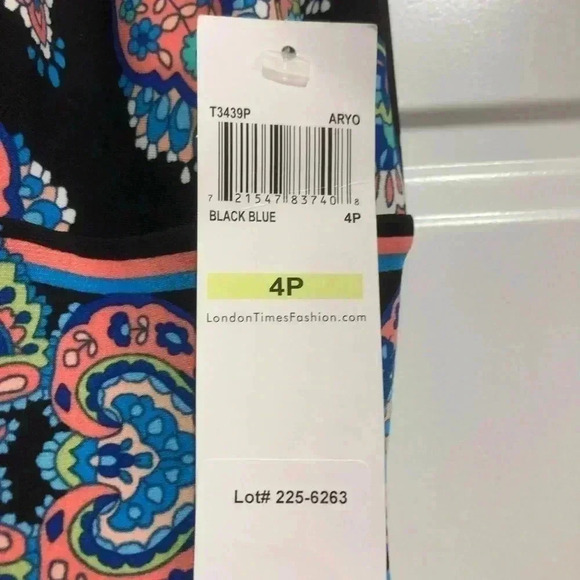 T3439P ARYO
7 21547 83740 8
BLACK BLUE 4P
4P
LondonTimesFashion.com
Lot# 225-6263